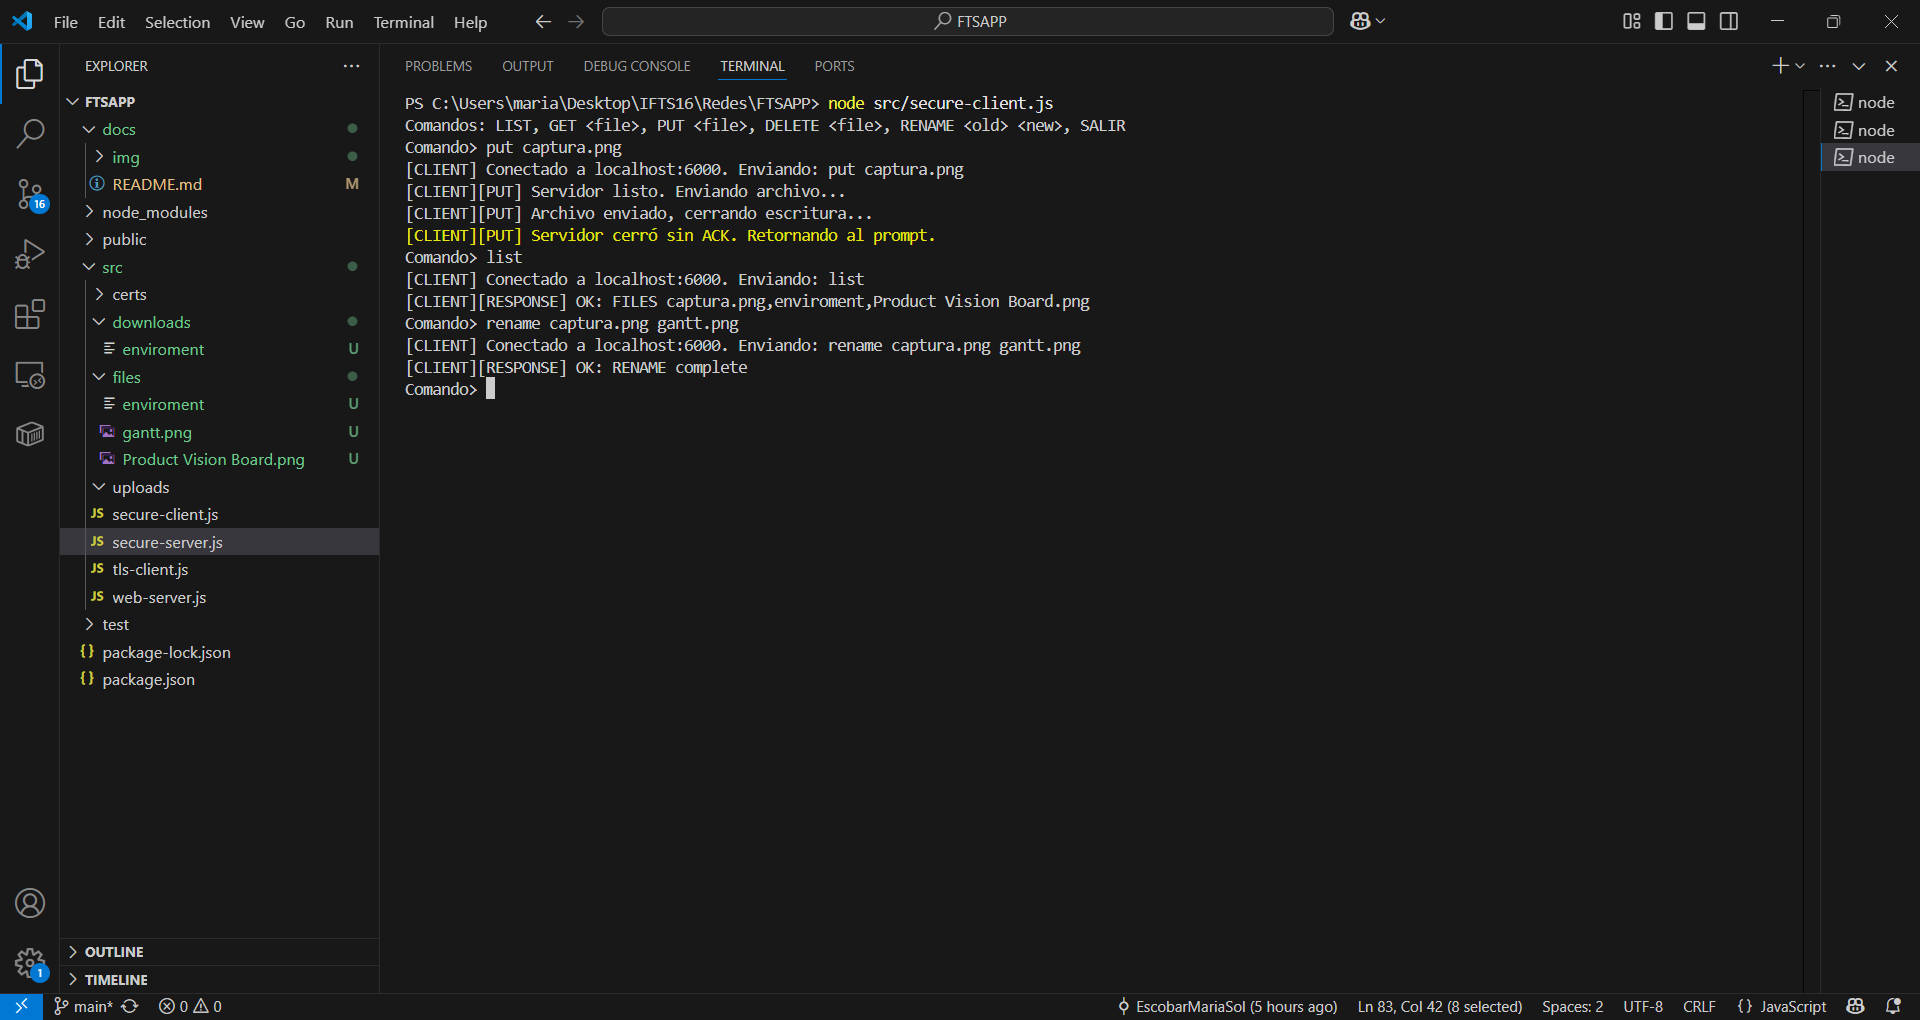 File Edit Selection View Go Run Terminal Help
FTSAPP
EXPLORER
FTSAPP
docs
img
README.md M
node_modules
public
src
certs
downloads
enviroment U
files
enviroment U
gantt.png U
Product Vision Board.png U
uploads
JS secure-client.js
JS secure-server.js
JS tls-client.js
JS web-server.js
test
{} package-lock.json
{} package.json
OUTLINE
TIMELINE
16
1
PROBLEMS OUTPUT DEBUG CONSOLE TERMINAL PORTS
PS C:\Users\maria\Desktop\IFTS16\Redes\FTSAPP> node src/secure-client.js
Comandos: LIST, GET <file>, PUT <file>, DELETE <file>, RENAME <old> <new>, SALIR
Comando> put captura.png
[CLIENT] Conectado a localhost:6000. Enviando: put captura.png
[CLIENT][PUT] Servidor listo. Enviando archivo...
[CLIENT][PUT] Archivo enviado, cerrando escritura...
[CLIENT][PUT] Servidor cerró sin ACK. Retornando al prompt.
Comando> list
[CLIENT] Conectado a localhost:6000. Enviando: list
[CLIENT][RESPONSE] OK: FILES captura.png,enviroment,Product Vision Board.png
Comando> rename captura.png gantt.png
[CLIENT] Conectado a localhost:6000. Enviando: rename captura.png gantt.png
[CLIENT][RESPONSE] OK: RENAME complete
Comando>
node
node
node
main* 0 0 EscobarMariaSol (5 hours ago) Ln 83, Col 42 (8 selected) Spaces: 2 UTF-8 CRLF {} JavaScript